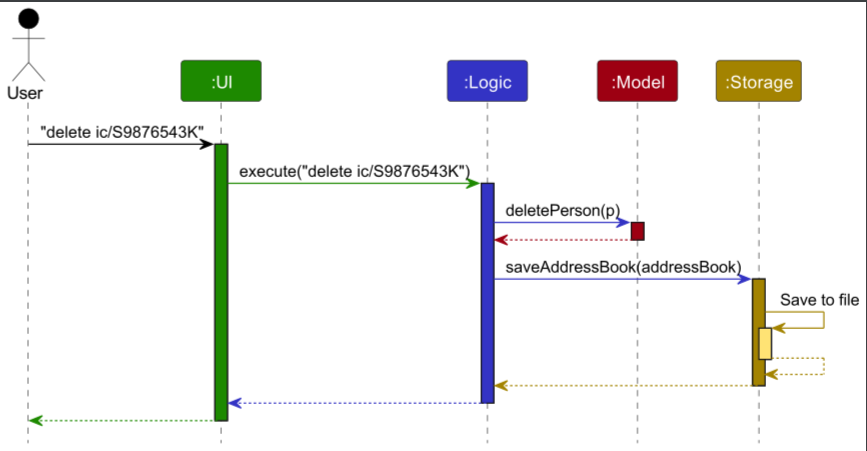 User
:UI
:Logic
:Model
:Storage
"delete ic/S9876543K"
execute("delete ic/S9876543K")
deletePerson(p)
saveAddressBook(addressBook)
Save to file